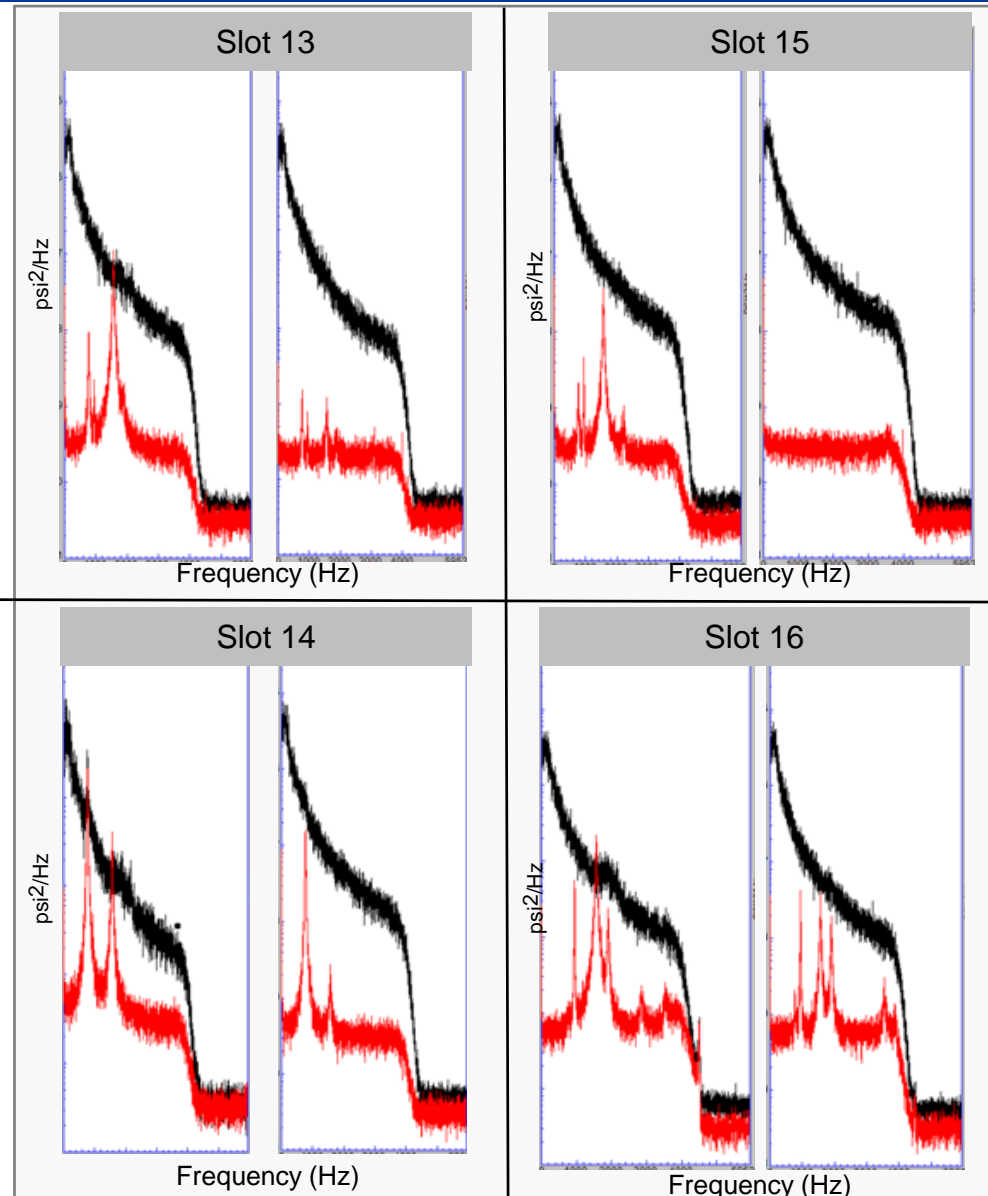 Slot 13
Slot 15
psi2/Hz
psi2/Hz
Frequency (Hz)
Frequency (Hz)
Slot 14
Slot 16
psi2/Hz
psi2/Hz
Frequency (Hz)
Frequency (Hz)